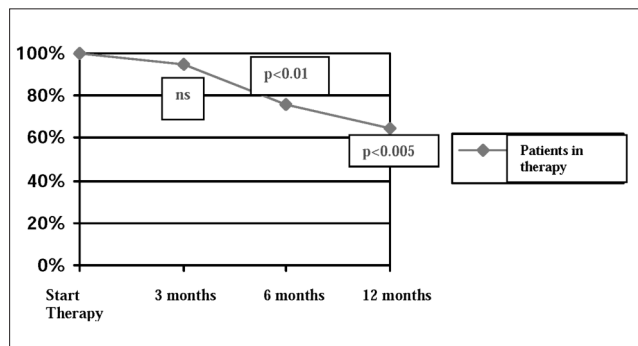 100%
80%
60%
40%
20%
0%
ns
p<0.01
p<0.005
Start
Therapy
3 months
6 months
12 months
Patients in
therapy